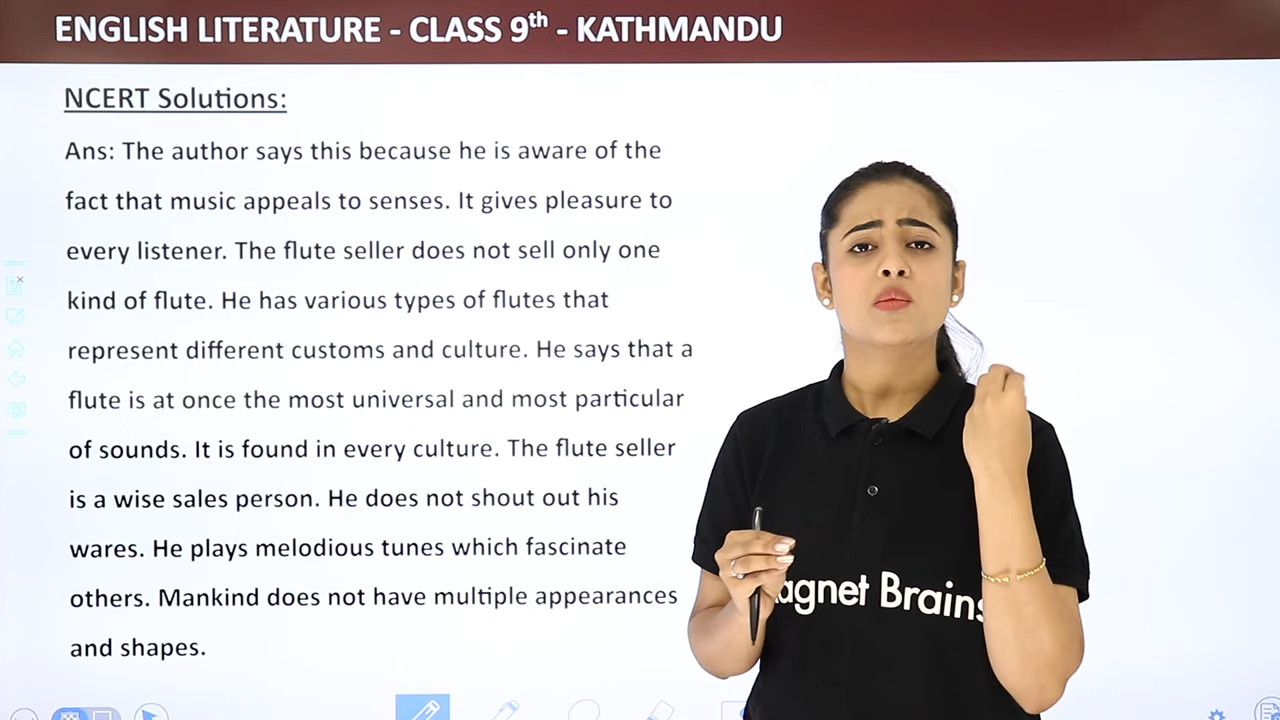 ENGLISH LITERATURE - CLASS 9th - KATHMANDU
NCERT Solutions:
Ans: The author says this because he is aware of the
fact that music appeals to senses. It gives pleasure to
every listener. The flute seller does not sell only one
kind of flute. He has various types of flutes that
represent different customs and culture. He says that a
flute is at once the most universal and most particular
of sounds. It is found in every culture. The flute seller
is a wise sales person. He does not shout out his
wares. He plays melodious tunes which fascinate
others. Mankind does not have multiple appearances
and shapes.
agnet Brains